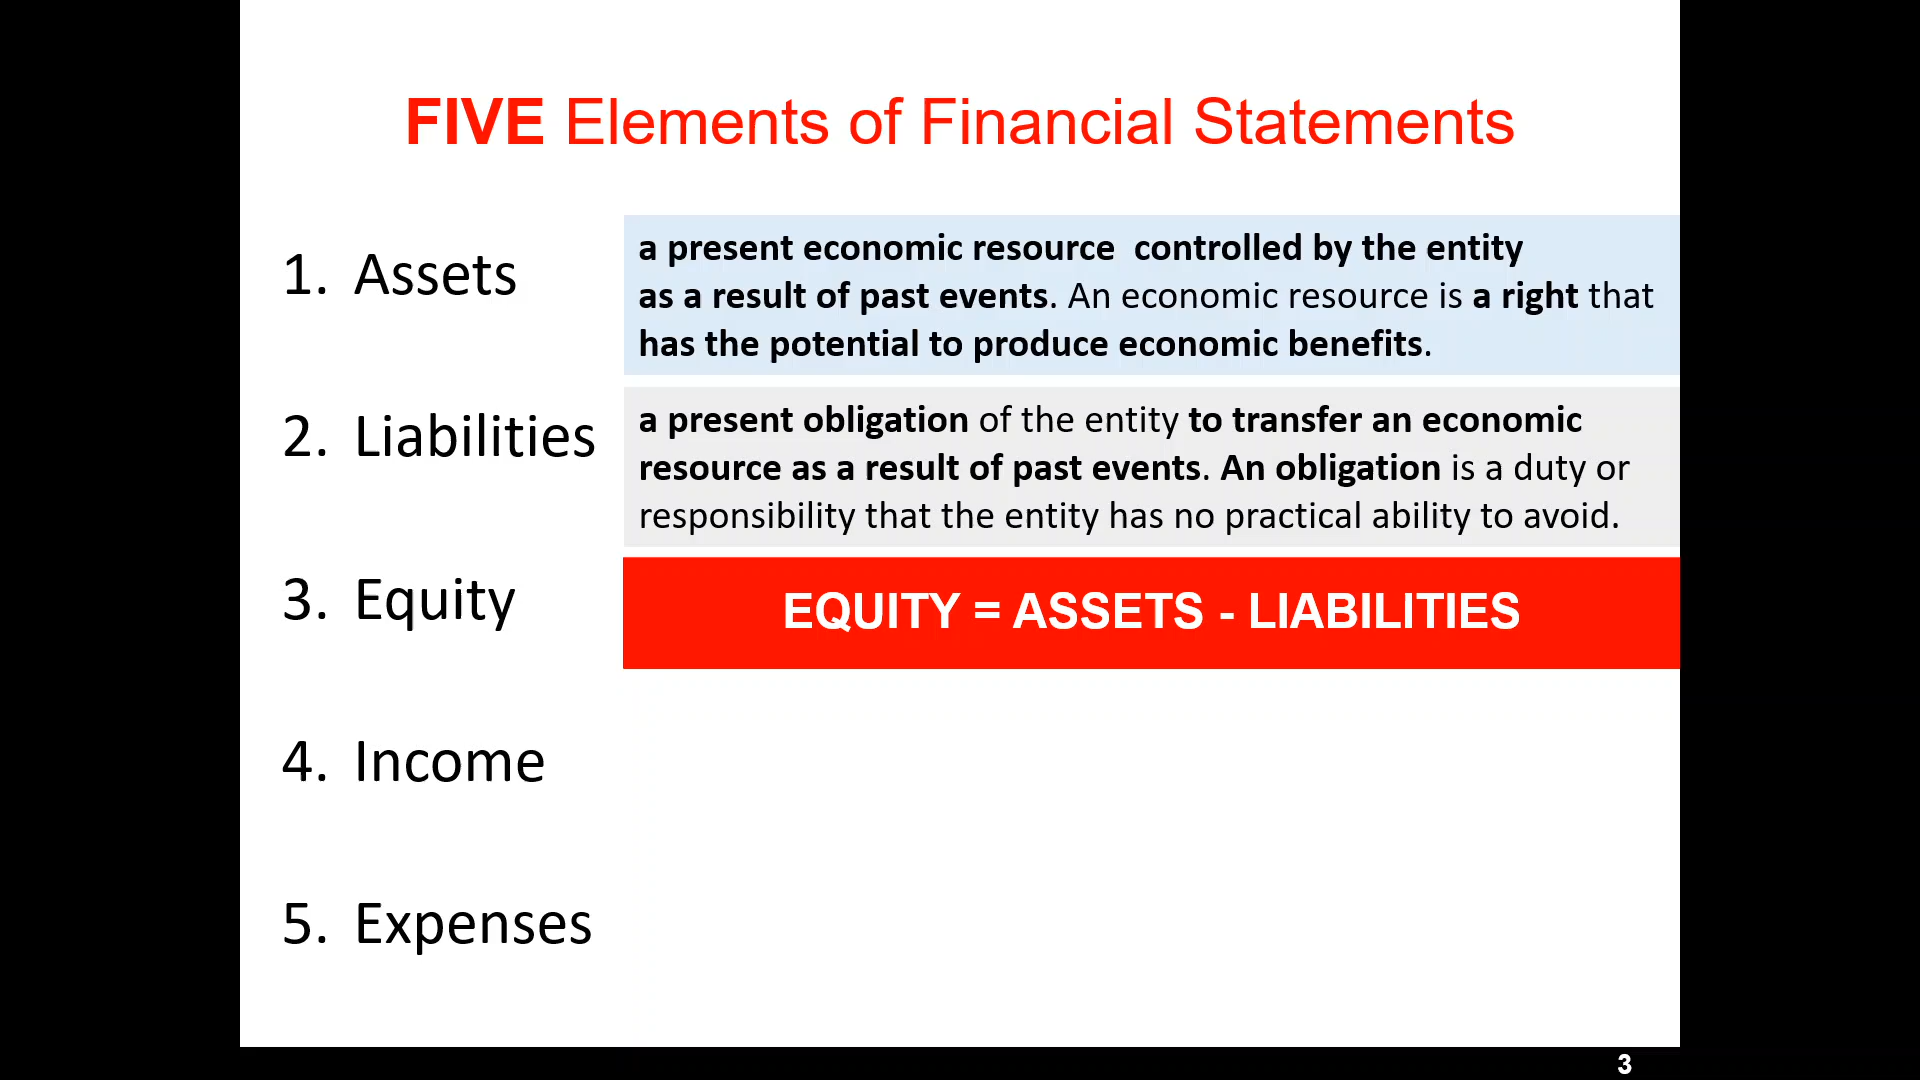 FIVE Elements of Financial Statements
1. Assets
a present economic resource  controlled by the entity
as a result of past events. An economic resource is a right that
has the potential to produce economic benefits.
2. Liabilities
a present obligation of the entity to transfer an economic
resource as a result of past events. An obligation is a duty or
responsibility that the entity has no practical ability to avoid.
3. Equity
EQUITY = ASSETS - LIABILITIES
4. Income
5. Expenses
3